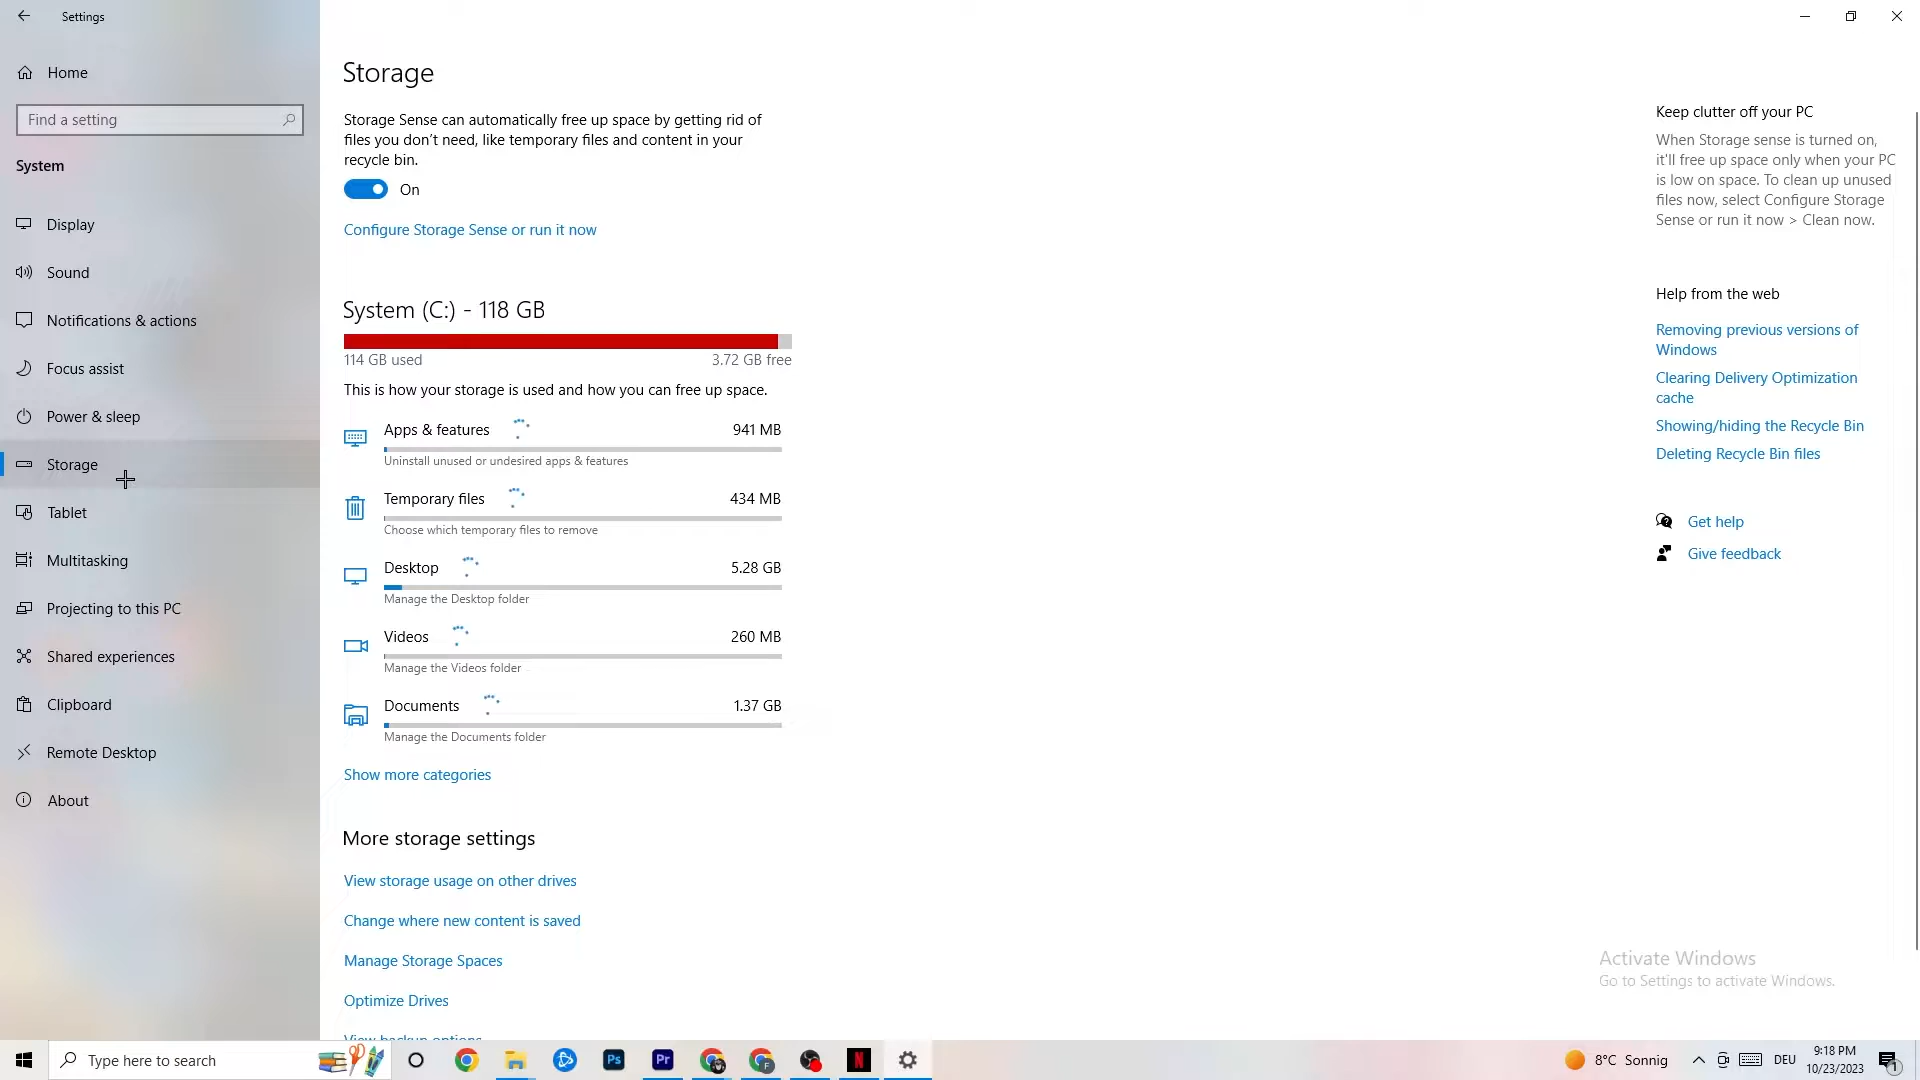 Settings
Home
Find a setting
System
Display
Sound
Notifications & actions
Focus assist
Power & sleep
Storage
Tablet
Multitasking
Projecting to this PC
Shared experiences
Clipboard
Remote Desktop
About
Storage
Storage Sense can automatically free up space by getting rid of
files you don't need, like temporary files and content in your
recycle bin.
On
Configure Storage Sense or run it now
System (C:) - 118 GB
114 GB used 3.72 GB free
This is how your storage is used and how you can free up space.
Apps & features 941 MB
Uninstall unused or undesired apps & features
Temporary files 434 MB
Choose which temporary files to remove
Desktop 5.28 GB
Manage the Desktop folder
Videos 260 MB
Manage the Videos folder
Documents 1.37 GB
Manage the Documents folder
Show more categories
More storage settings
View storage usage on other drives
Change where new content is saved
Manage Storage Spaces
Optimize Drives
View backup options
Keep clutter off your PC
When Storage sense is turned on,
it'll free up space only when your PC
is low on space. To clean up unused
files now, select Configure Storage
Sense or run it now > Clean now.
Help from the web
Removing previous versions of
Windows
Clearing Delivery Optimization
cache
Showing/hiding the Recycle Bin
Deleting Recycle Bin files
Get help
Give feedback
Activate Windows
Go to Settings to activate Windows.
Type here to search
Ps
Pr
F
N
8°C Sonnig
DEU
9:18 PM
10/23/2023
1